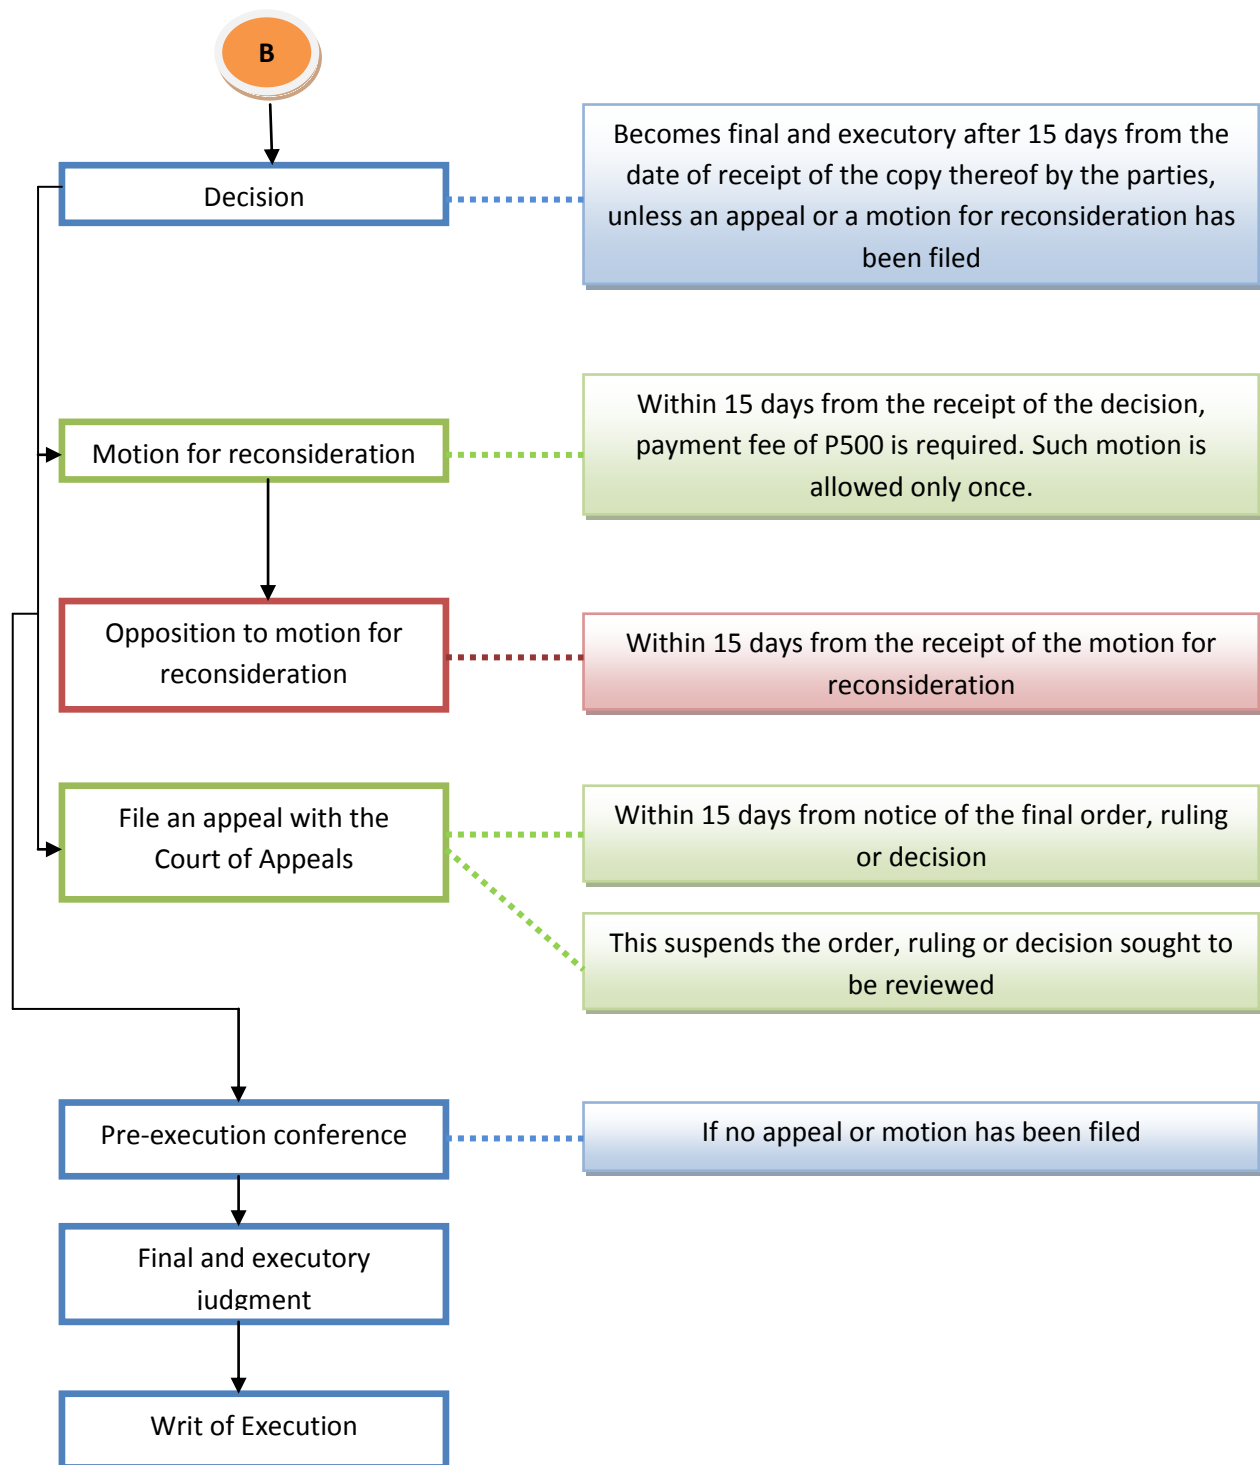 B
Decision
Becomes final and executory after 15 days from the
date of receipt of the copy thereof by the parties,
unless an appeal or a motion for reconsideration has
been filed
Motion for reconsideration
Within 15 days from the receipt of the decision,
payment fee of P500 is required. Such motion is
allowed only once.
Opposition to motion for
reconsideration
Within 15 days from the receipt of the motion for
reconsideration
File an appeal with the
Court of Appeals
Within 15 days from notice of the final order, ruling
or decision
This suspends the order, ruling or decision sought to
be reviewed
Pre-execution conference
If no appeal or motion has been filed
Final and executory
judgment
Writ of Execution